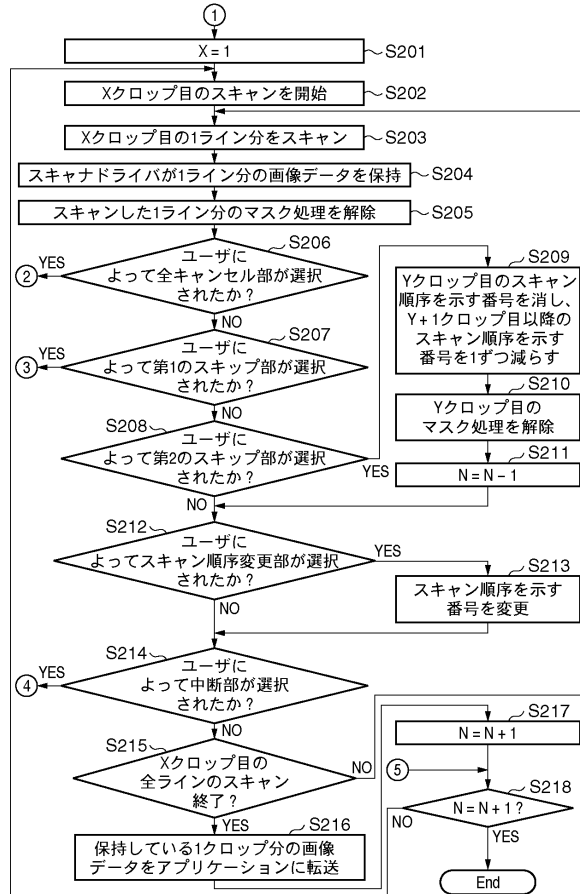 1
X = 1
S201
Xクロップ目のスキャンを開始
S202
Xクロップ目の1ライン分をスキャン
S203
スキャナドライバが1ライン分の画像データを保持
S204
スキャンした1ライン分のマスク処理を解除
S205
S206
ユーザに
よって全キャンセル部が選択
されたか？
YES
2
NO
S207
ユーザに
よって第1のスキップ部が選択
されたか？
YES
3
NO
S208
ユーザに
よって第2のスキップ部が選択
されたか？
YES
NO
S209
Yクロップ目のスキャン
順序を示す番号を消し、
Y＋1クロップ目以降の
スキャン順序を示す
番号を1ずつ減らす
S210
Yクロップ目の
マスク処理を解除
S211
N = N − 1
S212
ユーザに
よってスキャン順序変更部が選択
されたか？
YES
NO
S213
スキャン順序を示す
番号を変更
S214
ユーザに
よって中断部が選択
されたか？
YES
4
NO
S215
Xクロップ目の
全ラインのスキャン
終了？
NO
YES
S216
保持している1クロップ分の画像
データをアプリケーションに転送
S217
N = N + 1
5
S218
N = N + 1 ?
NO
YES
End